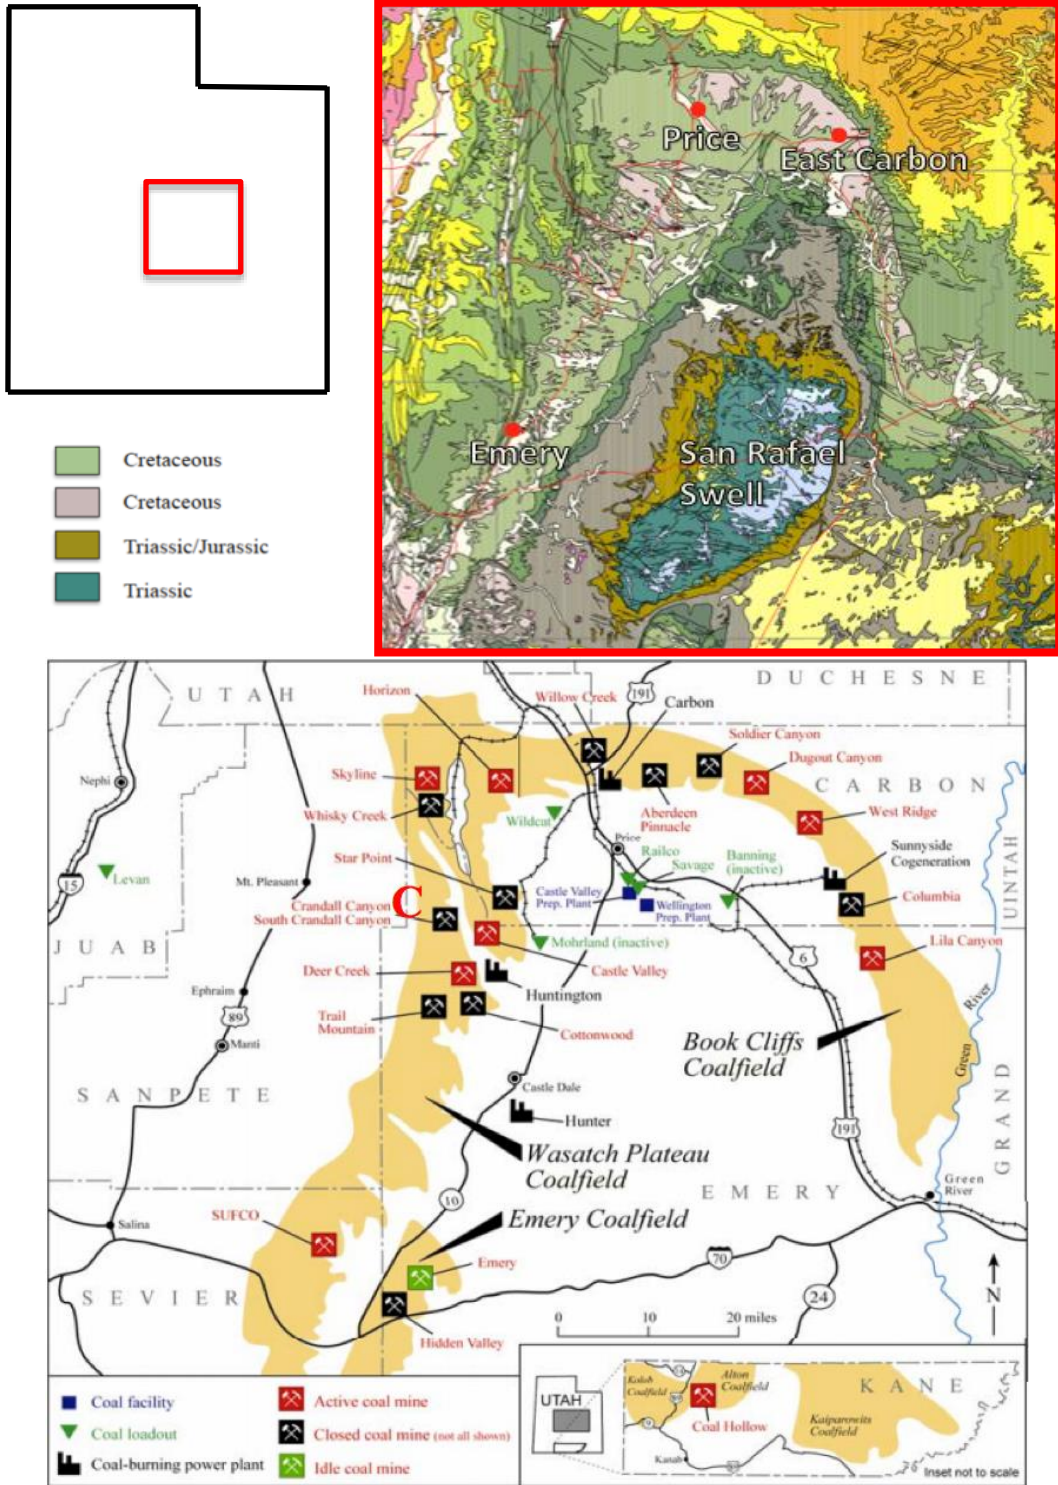 Price
East Carbon
Emery
San Rafael
Swell
Cretaceous
Cretaceous
Triassic/Jurassic
Triassic
UTAH
DUCHESNE
Horizon
Willow Creek
191
Carbon
Soldier Canyon
Dugout Canyon
Nephi
Skyline
CARBON
Whisky Creek
Wildcat
Aberdeen
Pinnacle
West Ridge
Price
Star Point
Railco
Savage
Banning
(inactive)
Sunnyside
Cogeneration
UINTAH
15
Levan
Mt. Pleasant
Castle Valley
Prep. Plant
Wellington
Prep. Plant
Columbia
Crandall Canyon
South Crandall Canyon
C
JUAB
Mohrland (inactive)
Lila Canyon
Deer Creek
Castle Valley
6
Ephraim
Huntington
Green River
89
Trail
Mountain
Cottonwood
Manti
Book Cliffs
Coalfield
GRAND
SANPETE
Castle Dale
Hunter
191
Wasatch Plateau
Coalfield
EMERY
Green
River
10
SUFCO
Salina
Emery Coalfield
Emery
70
SEVIER
24
N
0 10 20 miles
Hidden Valley
Coal facility
Active coal mine
Coal loadout
Closed coal mine (not all shown)
Coal-burning power plant
Idle coal mine
UTAH
Kolob
Coalfield
Alton
Coalfield
KANE
Coal Hollow
Kaiparowits
Coalfield
9
89
Kanab
Inset not to scale